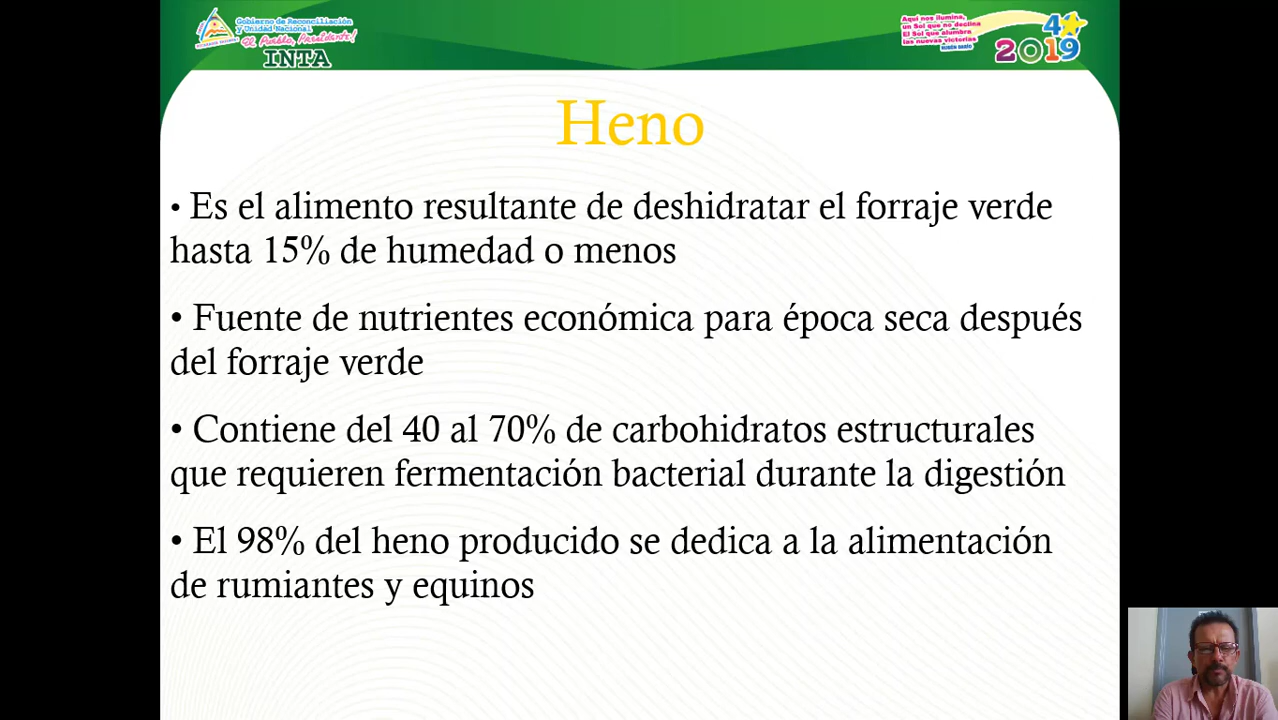 Gobierno de Reconciliación
y Unidad Nacional
El Pueblo, Presidente!
INTA
Aquí nos ilumina,
un Sol que no declina
El Sol que alumbra
las nuevas victorias
RUBÉN DARÍO
4
2019
Heno
• Es el alimento resultante de deshidratar el forraje verde
hasta 15% de humedad o menos
• Fuente de nutrientes económica para época seca después
del forraje verde
• Contiene del 40 al 70% de carbohidratos estructurales
que requieren fermentación bacterial durante la digestión
• El 98% del heno producido se dedica a la alimentación
de rumiantes y equinos